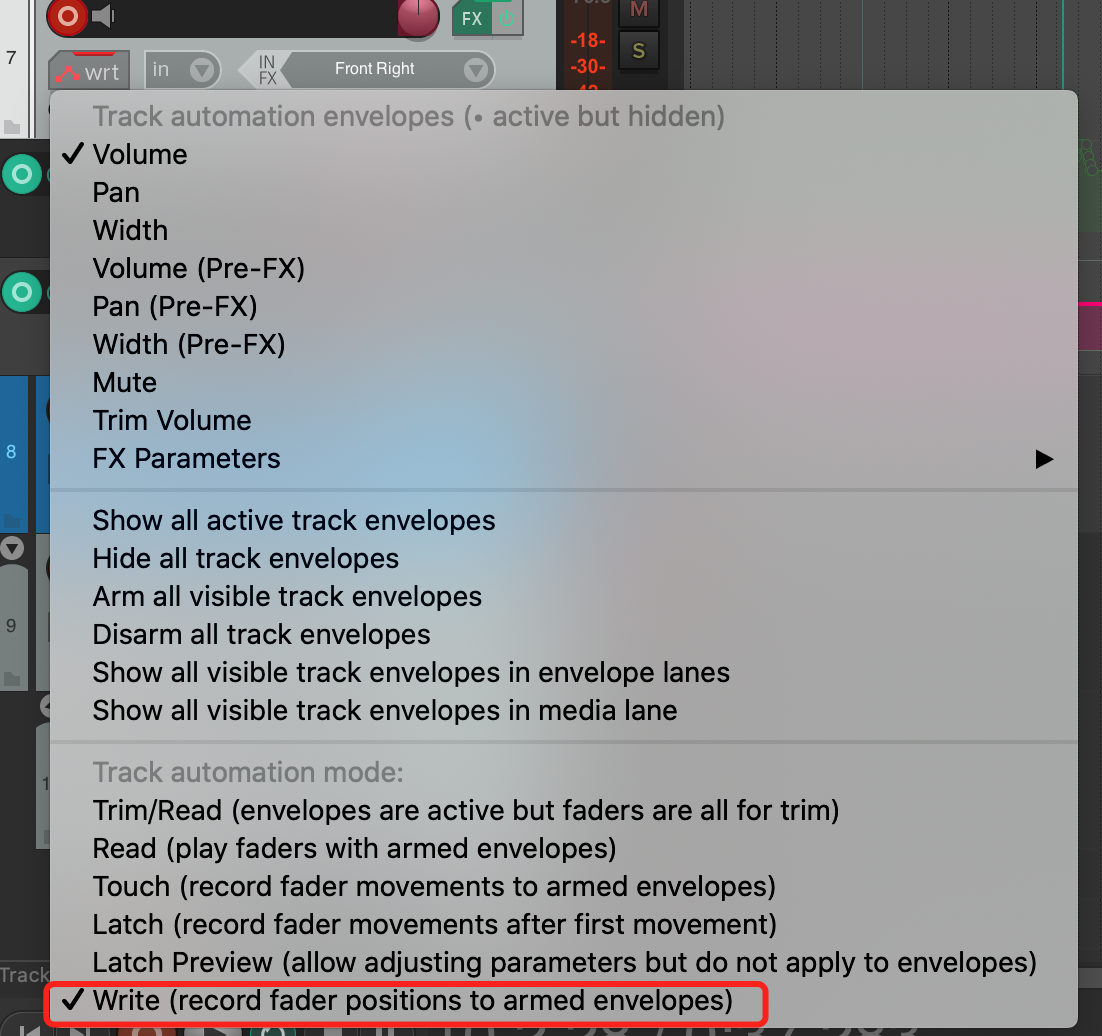 M
FX
-18-
S
7
wrt
in
IN
FX
Front Right
-30-
Track automation envelopes (• active but hidden)
Volume
Pan
Width
Volume (Pre-FX)
Pan (Pre-FX)
Width (Pre-FX)
Mute
Trim Volume
FX Parameters
8
Show all active track envelopes
Hide all track envelopes
Arm all visible track envelopes
9
Disarm all track envelopes
Show all visible track envelopes in envelope lanes
Show all visible track envelopes in media lane
Track automation mode:
Trim/Read (envelopes are active but faders are all for trim)
Read (play faders with armed envelopes)
Touch (record fader movements to armed envelopes)
Latch (record fader movements after first movement)
Latch Preview (allow adjusting parameters but do not apply to envelopes)
Track
Write (record fader positions to armed envelopes)